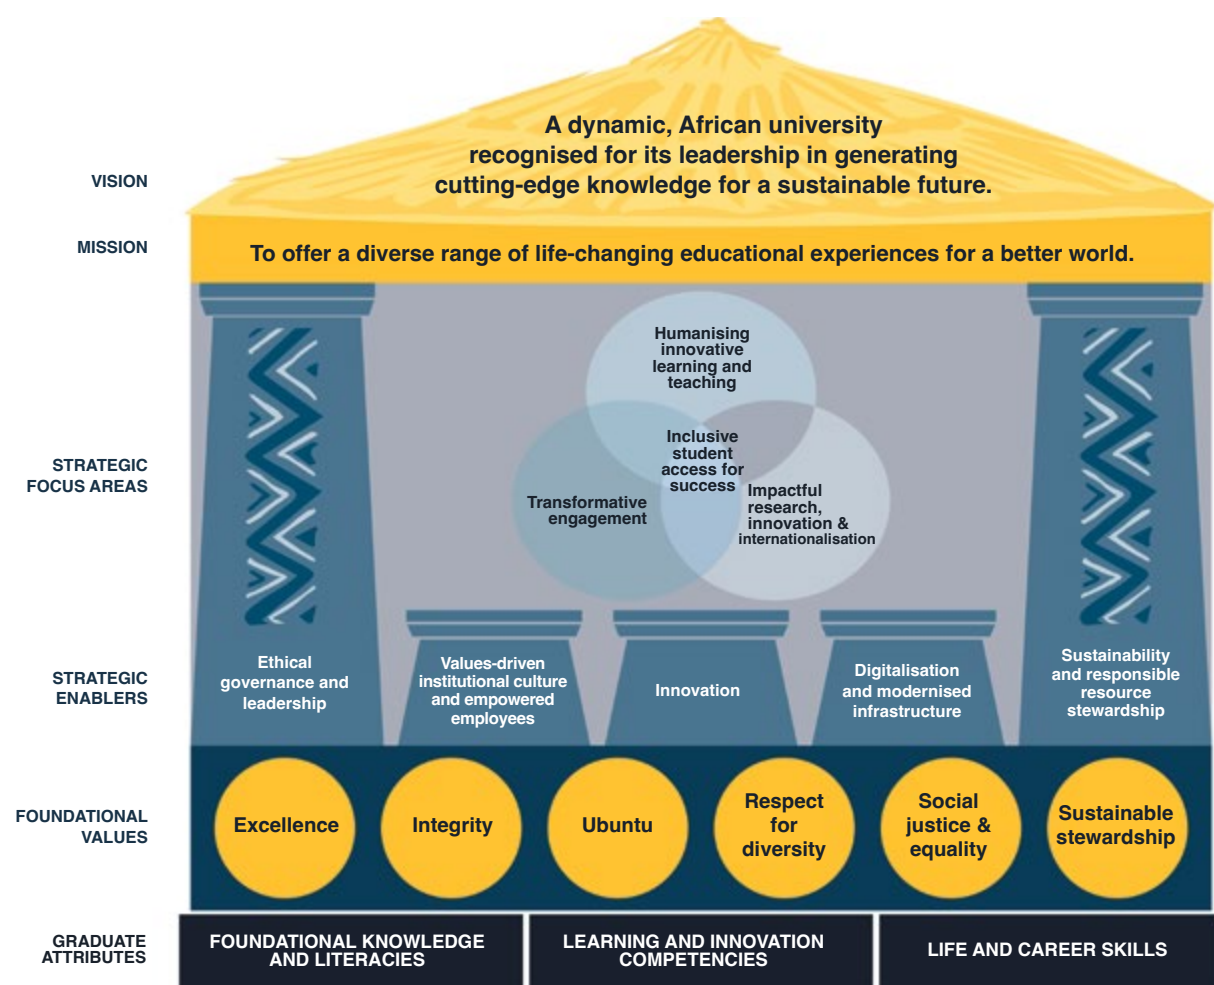 VISION
A dynamic, African university
recognised for its leadership in generating
cutting-edge knowledge for a sustainable future.
MISSION
To offer a diverse range of life-changing educational experiences for a better world.
STRATEGIC
FOCUS AREAS
Humanising
innovative
learning and
teaching
Inclusive
student
access for
success
Transformative
engagement
Impactful
research,
innovation &
internationalisation
STRATEGIC
ENABLERS
Ethical
governance and
leadership
Values-driven
institutional culture
and empowered
employees
Innovation
Digitalisation
and modernised
infrastructure
Sustainability
and responsible
resource
stewardship
FOUNDATIONAL
VALUES
Excellence
Integrity
Ubuntu
Respect
for
diversity
Social
justice &
equality
Sustainable
stewardship
GRADUATE
ATTRIBUTES
FOUNDATIONAL KNOWLEDGE
AND LITERACIES
LEARNING AND INNOVATION
COMPETENCIES
LIFE AND CAREER SKILLS